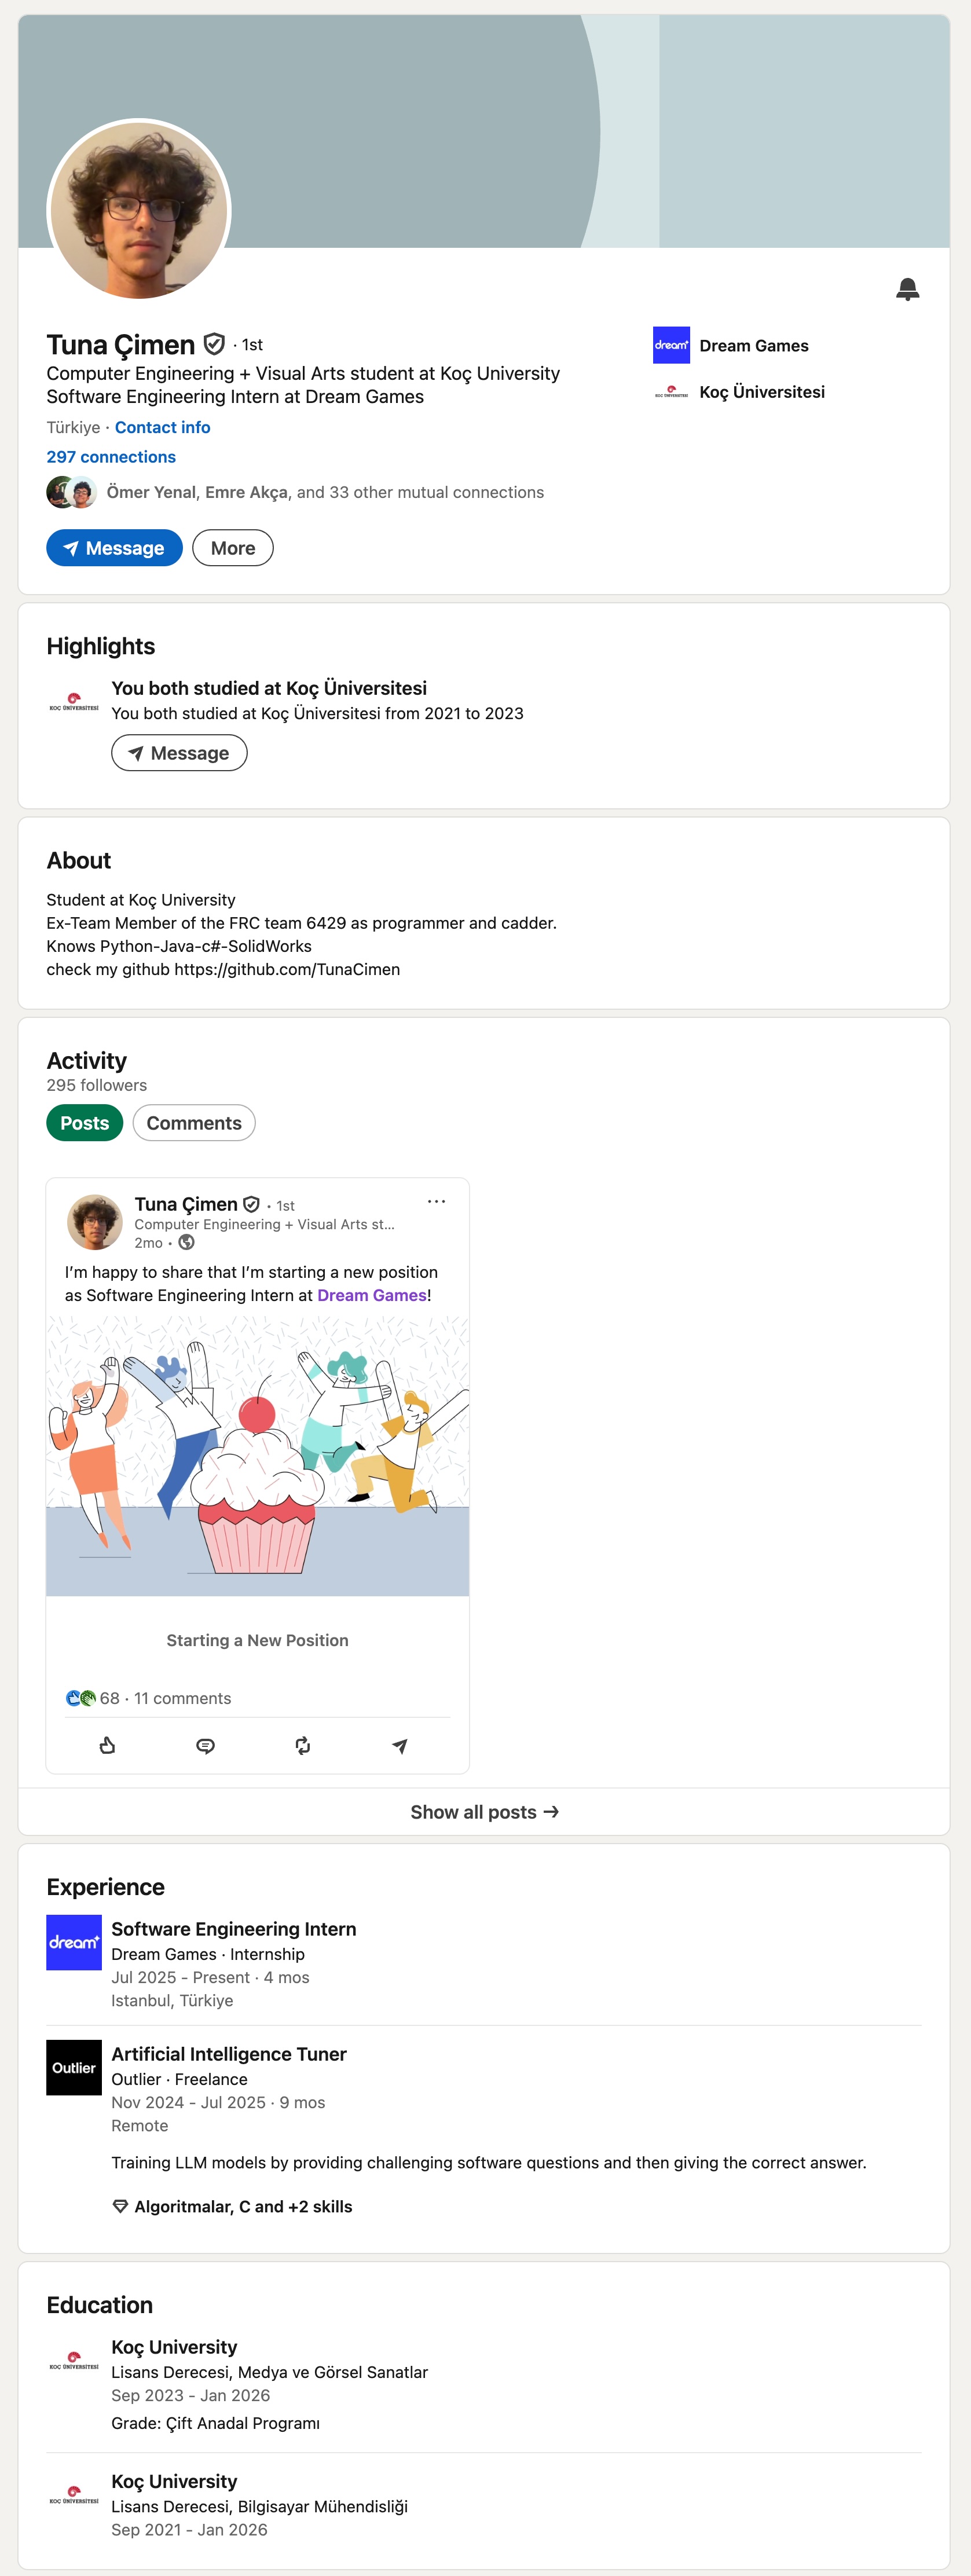 Tuna Çimen · 1st
Computer Engineering + Visual Arts student at Koç University
Software Engineering Intern at Dream Games
Türkiye · Contact info
297 connections
Ömer Yenal, Emre Akça, and 33 other mutual connections
Message
More
dream
Dream Games
KOÇ ÜNİVERSİTESİ
Koç Üniversitesi
Highlights
KOÇ ÜNİVERSİTESİ
You both studied at Koç Üniversitesi
You both studied at Koç Üniversitesi from 2021 to 2023
Message
About
Student at Koç University
Ex-Team Member of the FRC team 6429 as programmer and cadder.
Knows Python-Java-c#-SolidWorks
check my github https://github.com/TunaCimen
Activity
295 followers
Posts
Comments
Tuna Çimen · 1st
Computer Engineering + Visual Arts st...
2mo ·
I'm happy to share that I'm starting a new position
as Software Engineering Intern at Dream Games!
Starting a New Position
68 · 11 comments
Show all posts →
Experience
dream
Software Engineering Intern
Dream Games · Internship
Jul 2025 - Present · 4 mos
Istanbul, Türkiye
Outlier
Artificial Intelligence Tuner
Outlier · Freelance
Nov 2024 - Jul 2025 · 9 mos
Remote
Training LLM models by providing challenging software questions and then giving the correct answer.
Algoritmalar, C and +2 skills
Education
KOÇ ÜNİVERSİTESİ
Koç University
Lisans Derecesi, Medya ve Görsel Sanatlar
Sep 2023 - Jan 2026
Grade: Çift Anadal Programı
KOÇ ÜNİVERSİTESİ
Koç University
Lisans Derecesi, Bilgisayar Mühendisliği
Sep 2021 - Jan 2026